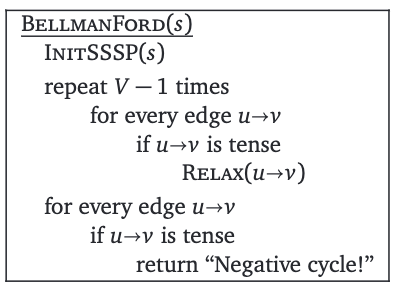 BELLMANFORD(s)
INITSSSP(s)
repeat V − 1 times
for every edge u→v
if u→v is tense
RELAX(u→v)
for every edge u→v
if u→v is tense
return “Negative cycle!”